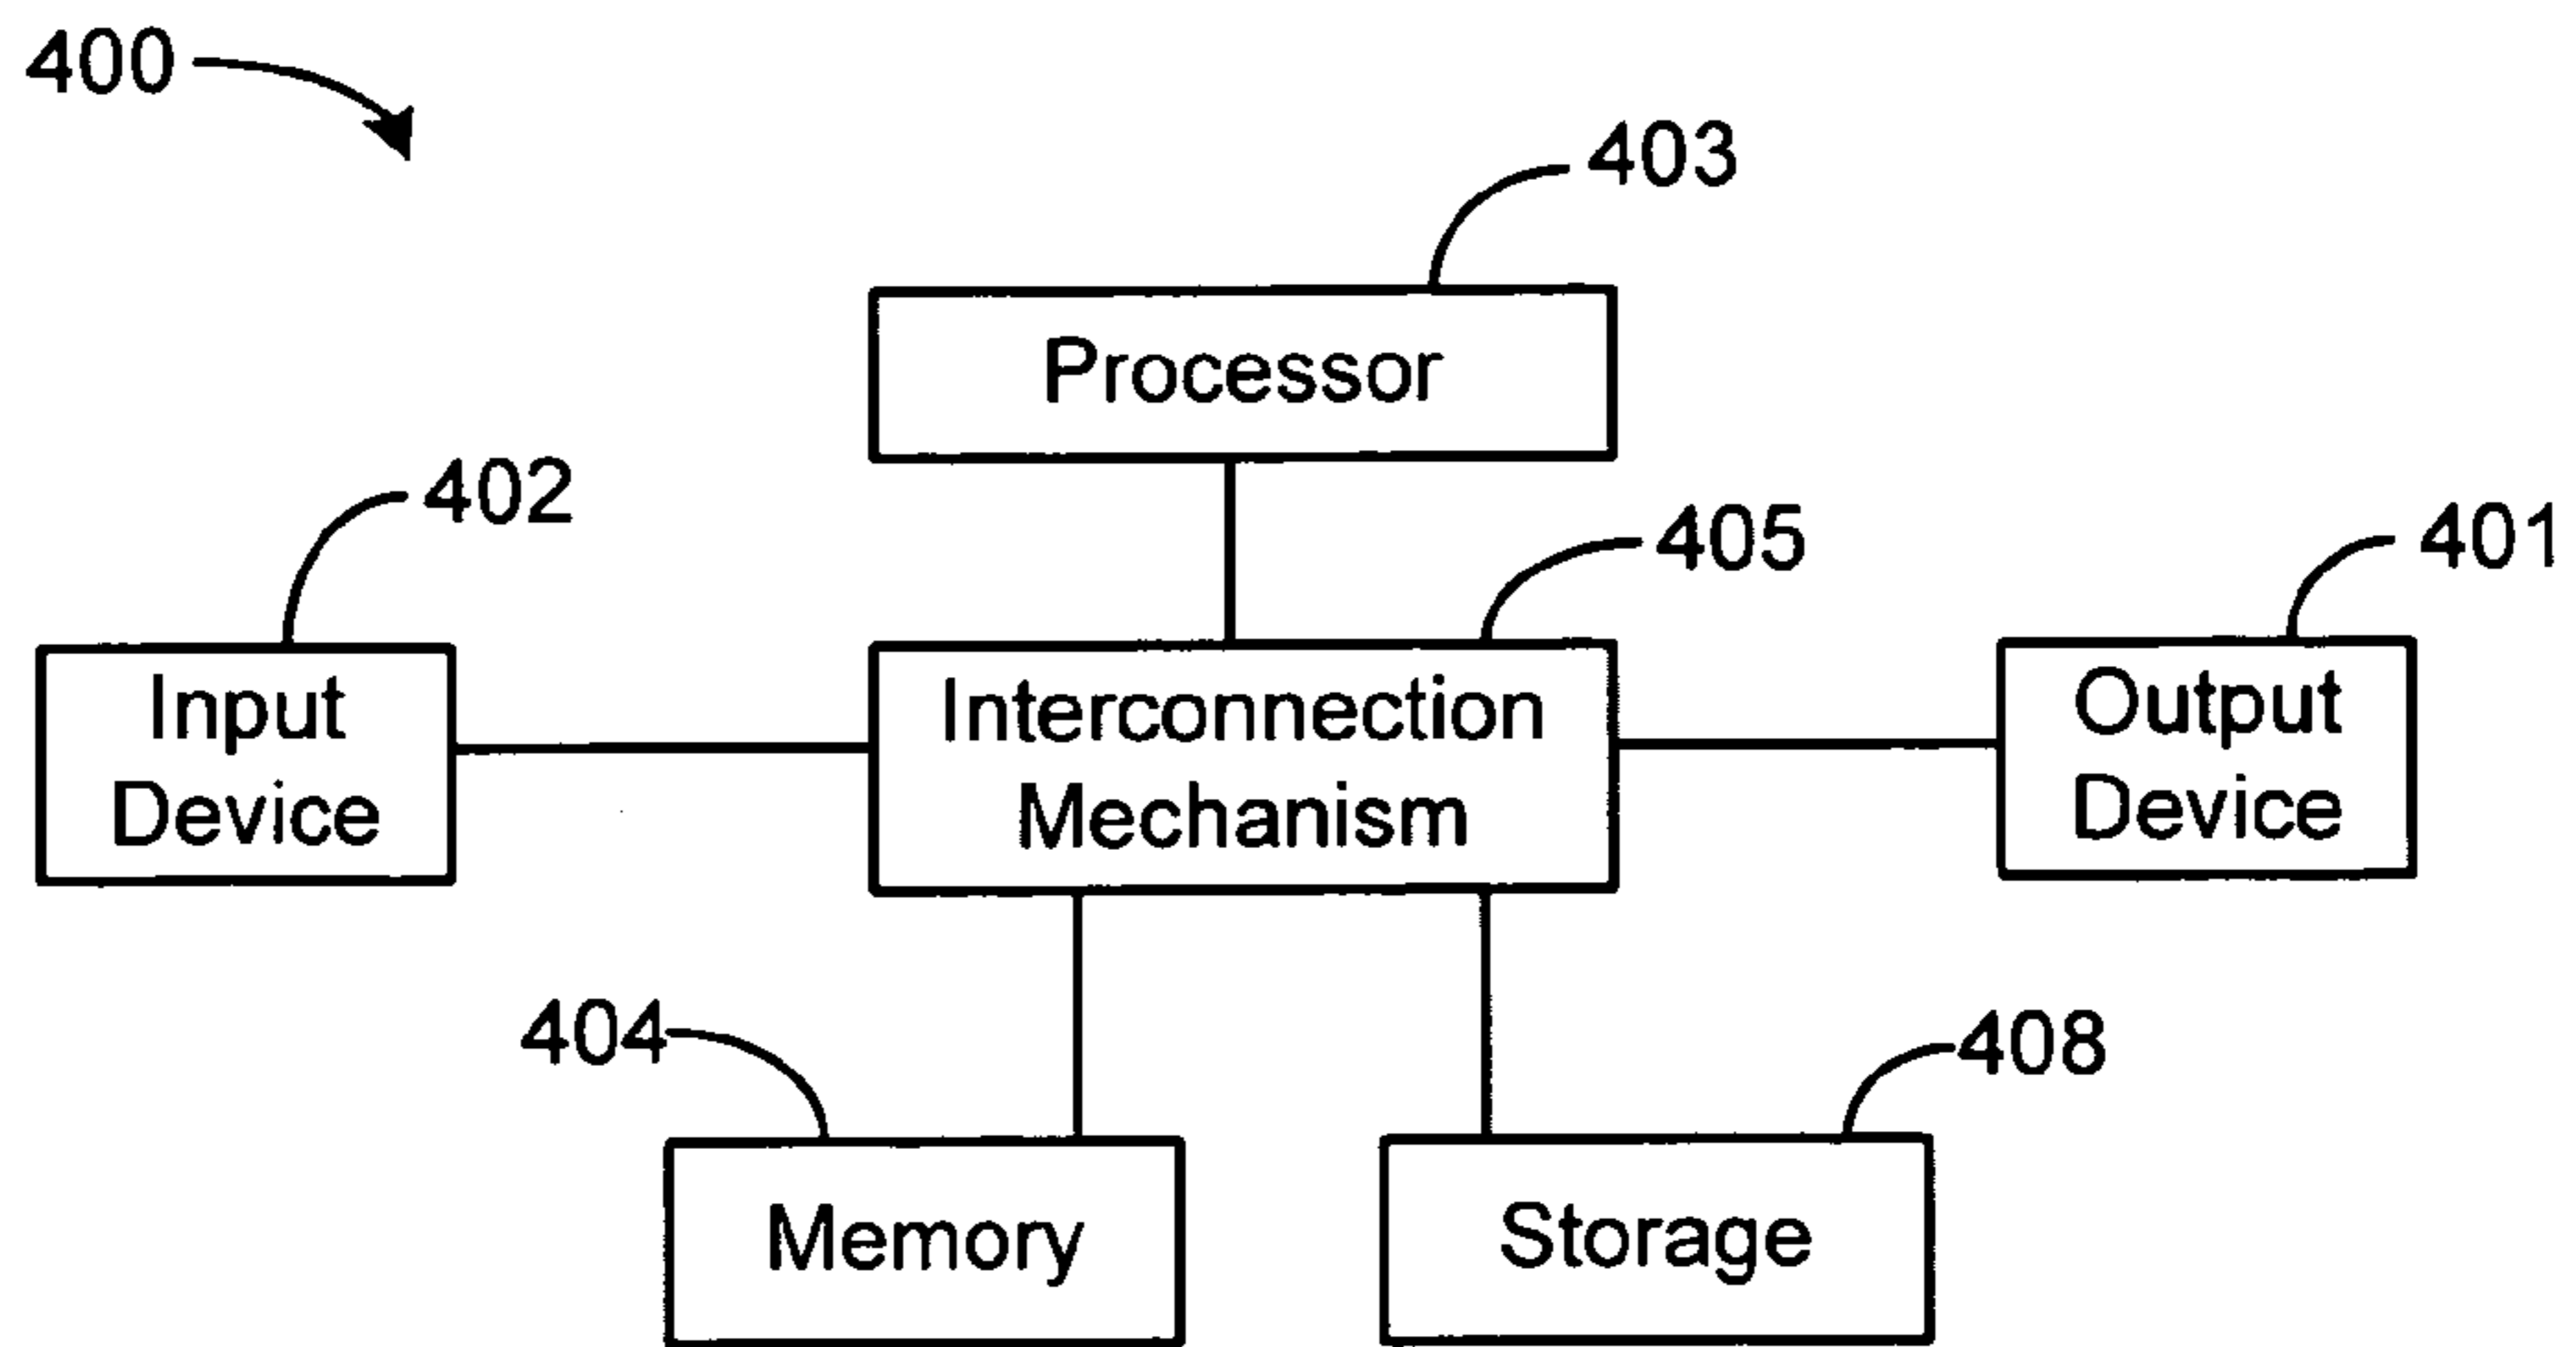 400
403
Processor
402
405
401
Input
Device
Interconnection
Mechanism
Output
Device
404
408
Memory
Storage